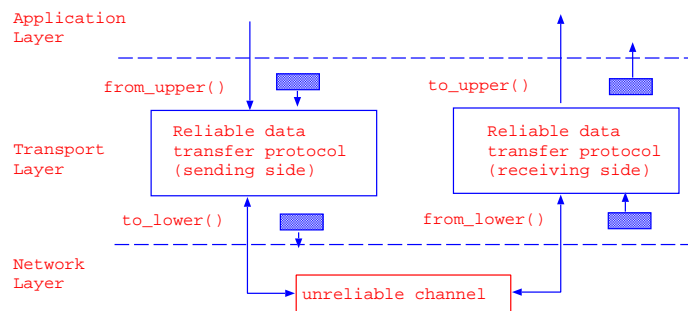 Application
Layer
from_upper()
to_upper()
Transport
Layer
Reliable data
transfer protocol
(sending side)
Reliable data
transfer protocol
(receiving side)
to_lower()
from_lower()
Network
Layer
unreliable channel